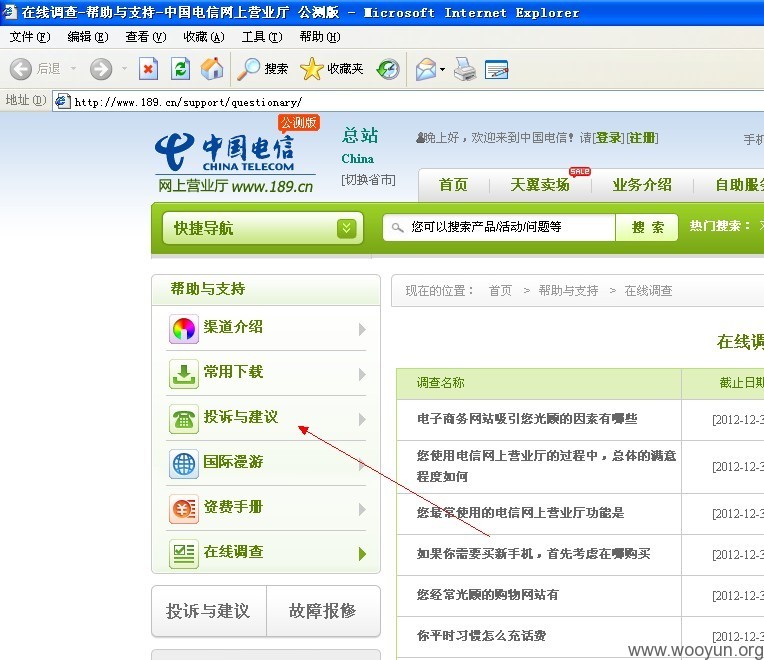 在线调查-帮助与支持-中国电信网上营业厅 公测版 - Microsoft Internet Explorer
文件(F) 编辑(E) 查看(V) 收藏(A) 工具(T) 帮助(H)
后退 搜索 收藏夹
地址(D) http://www.189.cn/support/questionary/
公测版
中国电信
CHINA TELECOM
网上营业厅 www.189.cn
总站
China
[切换省市]
晚上好，欢迎来到中国电信！请[登录][注册]
手机
首页 天翼卖场 SALE 业务介绍 自助服务
快捷导航
您可以搜索产品/活动/问题等 搜 索 热门搜索：
帮助与支持
渠道介绍
常用下载
投诉与建议
国际漫游
资费手册
在线调查
投诉与建议 故障报修
现在的位置： 首页 > 帮助与支持 > 在线调查
在线调
调查名称 截止日期
电子商务网站吸引您光顾的因素有哪些 [2012-12-3
您使用电信网上营业厅的过程中，总体的满意
程度如何 [2012-12-3
您最常使用的电信网上营业厅功能是 [2012-12-3
如果你需要买新手机，首先考虑在哪购买 [2012-12-3
您经常光顾的购物网站有 [2012-12-3
你平时习惯怎么充话费 [2012-12-3
www.wooyun.org